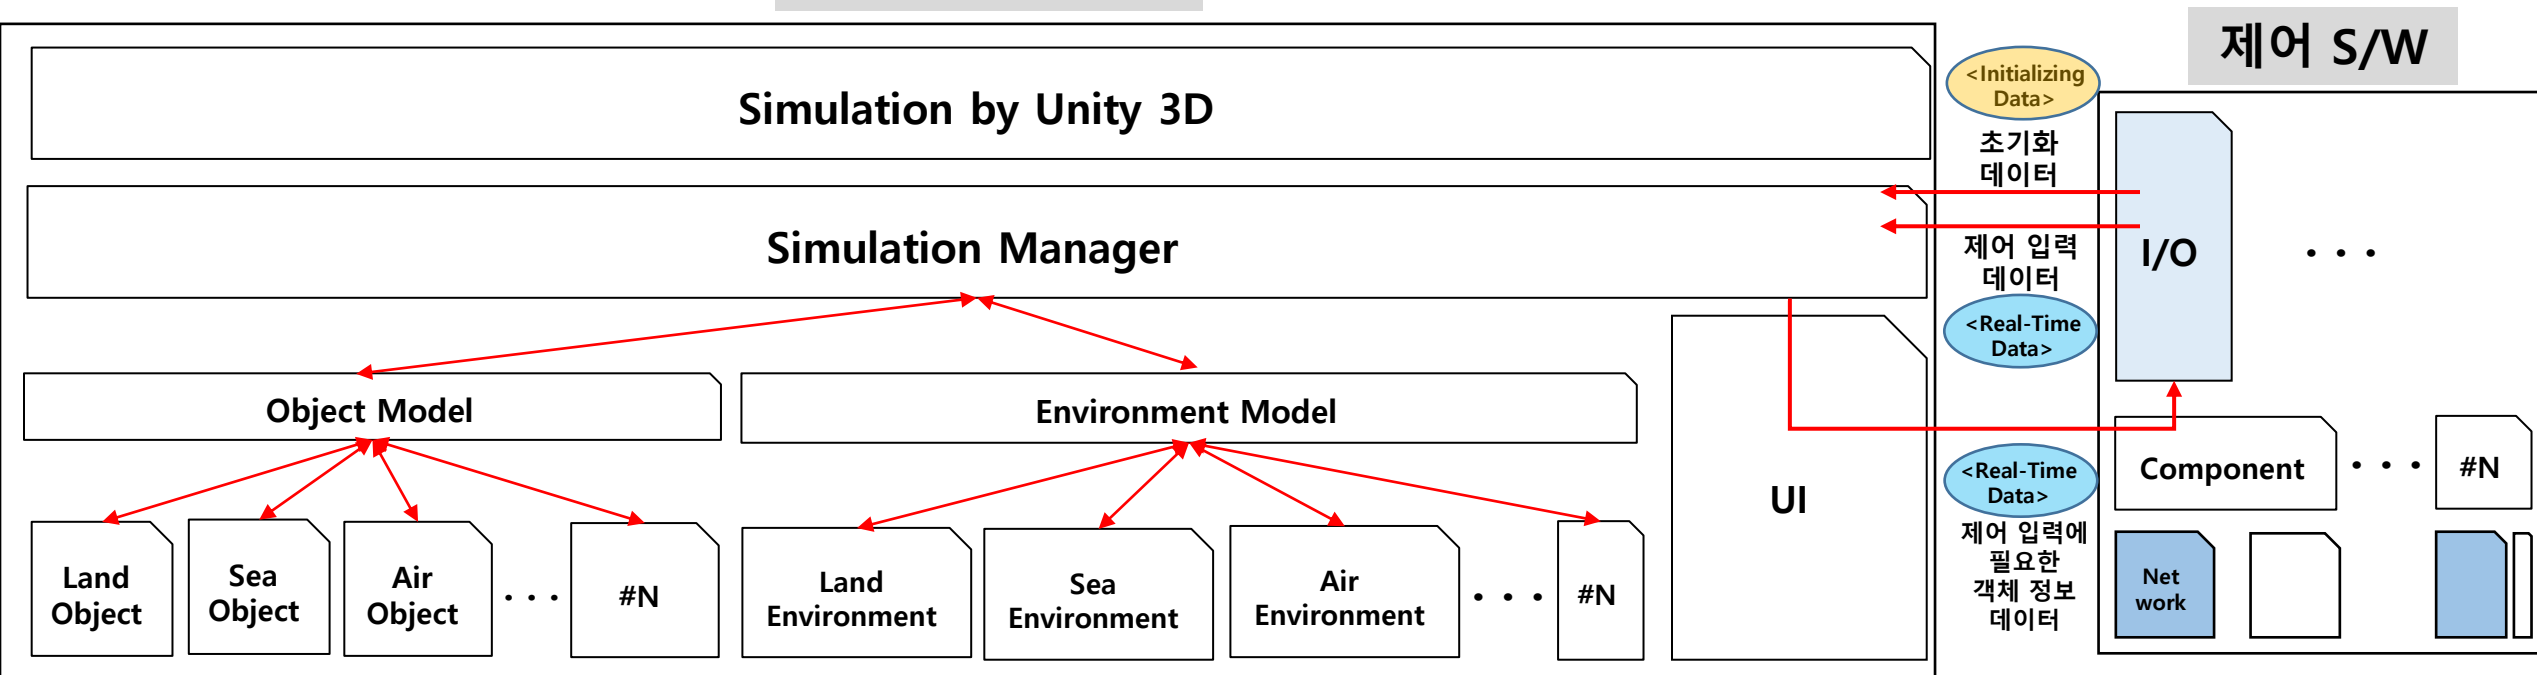 제어 S/W
Simulation by Unity 3D
<Initializing
Data>
초기화
데이터
Simulation Manager
제어 입력
데이터
I/O
. . .
<Real-Time
Data>
Object Model
Environment Model
UI
<Real-Time
Data>
제어 입력에
필요한
객체 정보
데이터
Component
. . .
#N
Land
Object
Sea
Object
Air
Object
. . .
#N
Land
Environment
Sea
Environment
Air
Environment
. . .
#N
Net
work